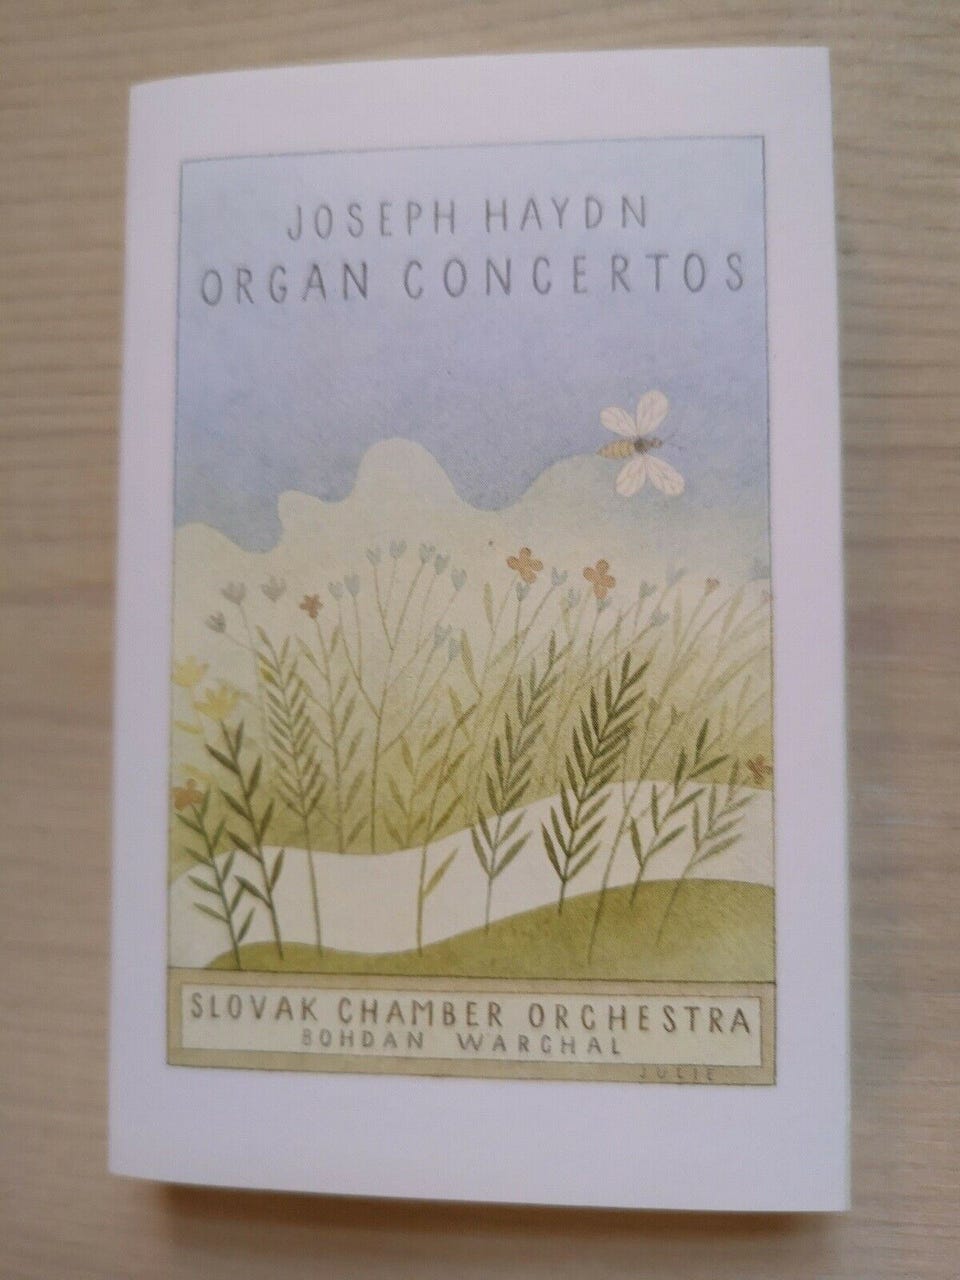 JOSEPH HAYDN
ORGAN CONCERTOS
SLOVAK CHAMBER ORCHESTRA
BOHDAN WARCHAL
JULIE